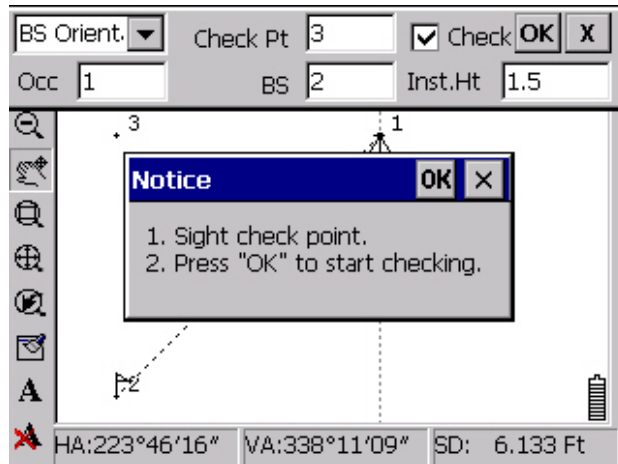 BS Orient. Check Pt 3 Check OK X
Occ 1 BS 2 Inst.Ht 1.5
3 1
Notice OK
1. Sight check point.
2. Press "OK" to start checking.
2
A
A
HA:223°46'16" VA:338°11'09" SD: 6.133 Ft